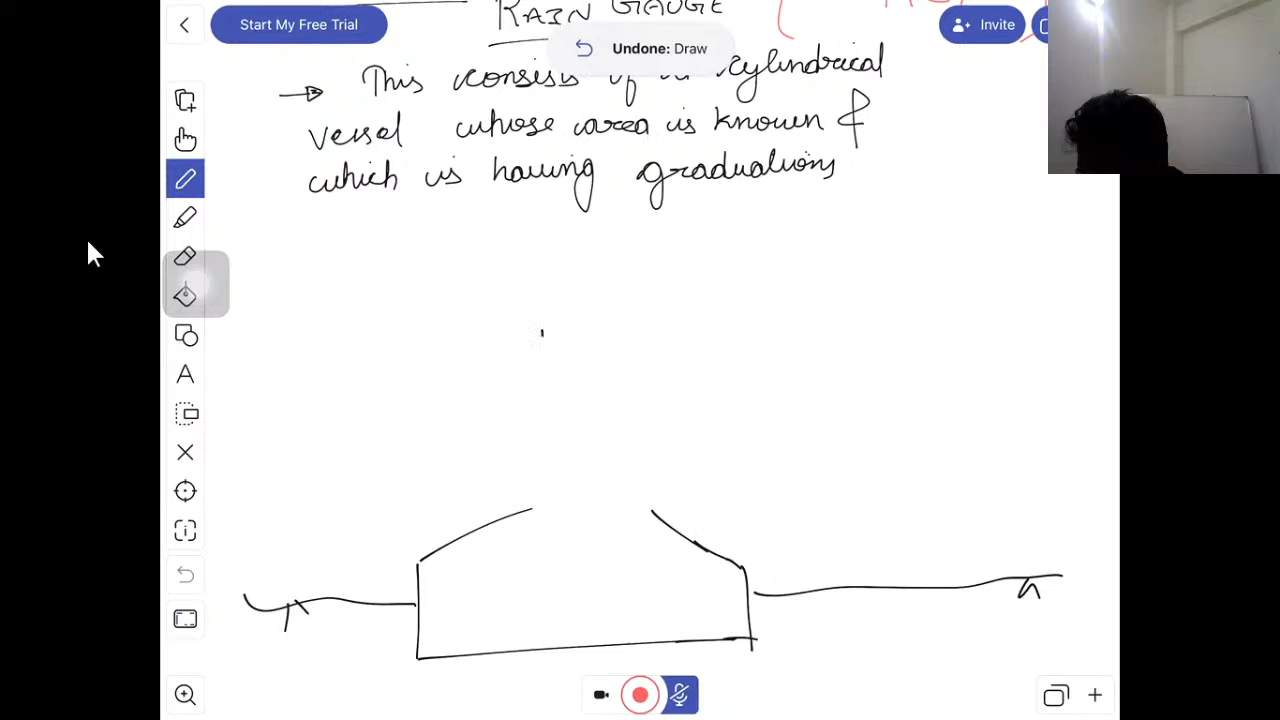 Start My Free Trial
RAIN GAUGE
Invite
Undone: Draw
→ This consists of a cylindrical
vessel whose area is known &
which is having graduations